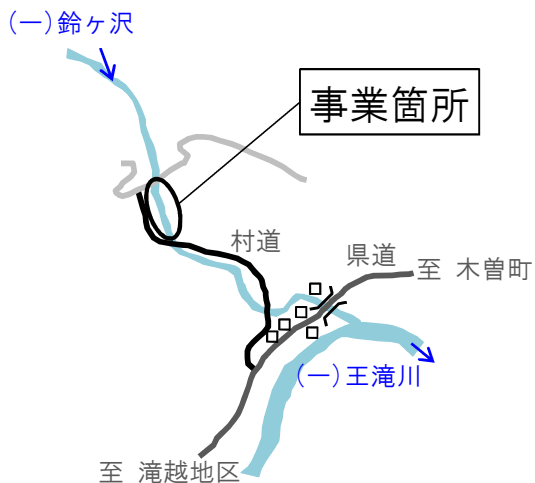 (一)鈴ヶ沢
事業箇所
村道
県道
至 木曽町
(一)王滝川
至 滝越地区